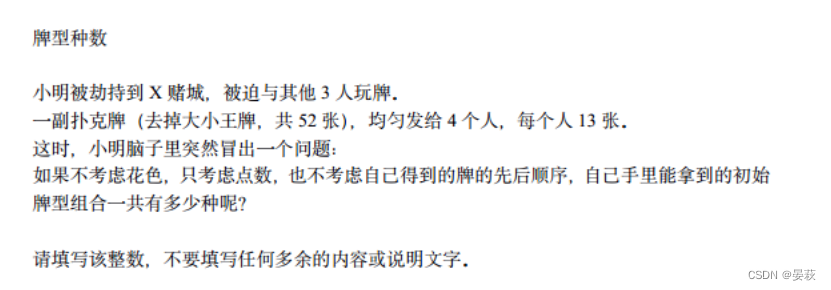 牌型种数
小明被劫持到 X 赌城，被迫与其他 3 人玩牌。
一副扑克牌（去掉大小王牌，共 52 张），均匀发给 4 个人，每个人 13 张。
这时，小明脑子里突然冒出一个问题：
如果不考虑花色，只考虑点数，也不考虑自己得到的牌的先后顺序，自己手里能拿到的初始
牌型组合一共有多少种呢？
请填写该整数，不要填写任何多余的内容或说明文字。
CSDN @晏萩